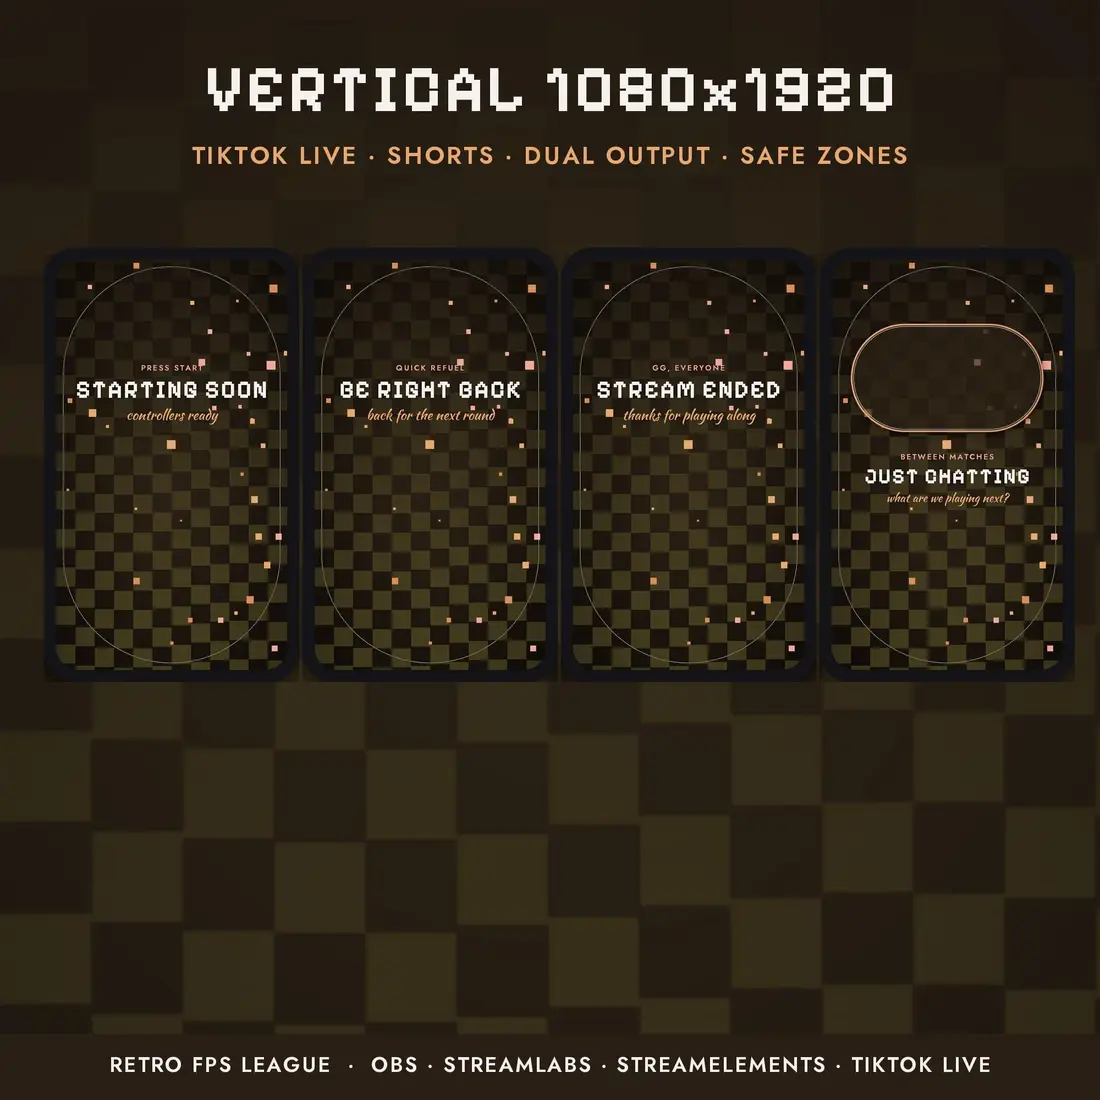 VERTICAL 1080x1920
TIKTOK LIVE · SHORTS · DUAL OUTPUT · SAFE ZONES
PRESS START
STARTING SOON
controllers ready
QUICK REFUEL
BE RIGHT BACK
back for the next round
GG, EVERYONE
STREAM ENDED
thanks for playing along
BETWEEN MATCHES
JUST CHATTING
what are we playing next?
RETRO FPS LEAGUE · OBS · STREAMLABS · STREAMELEMENTS · TIKTOK LIVE